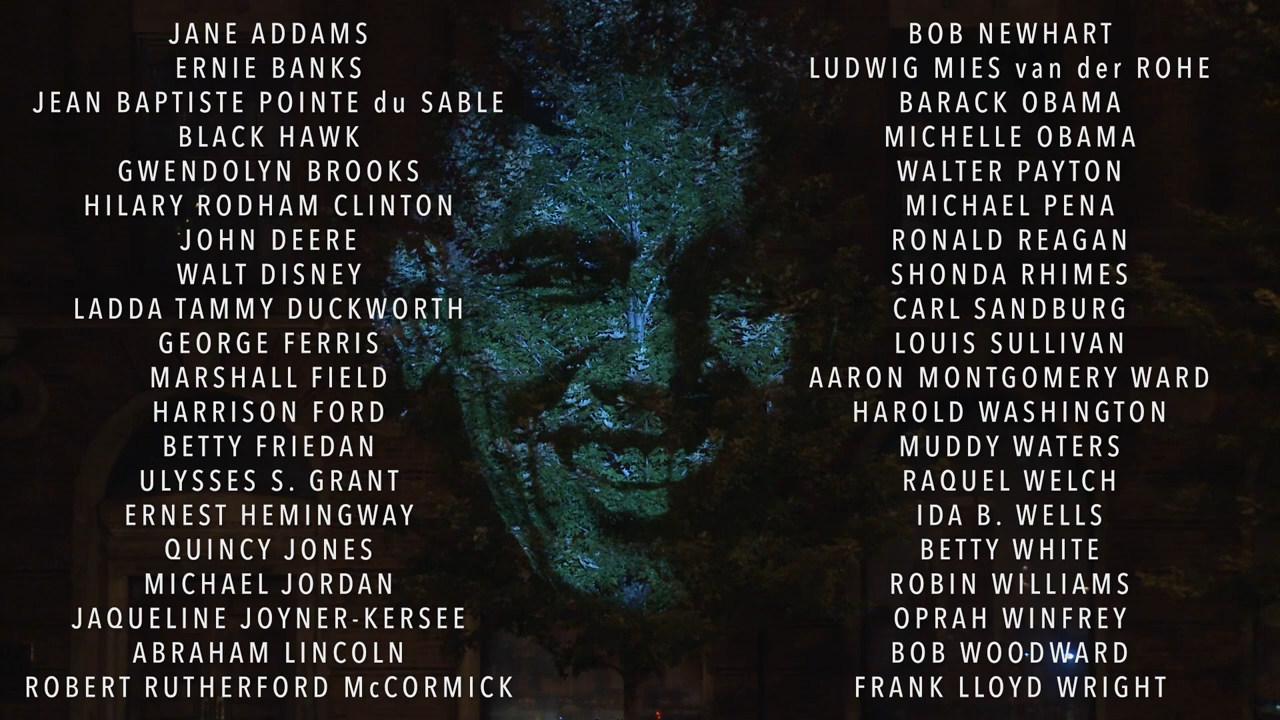 JANE ADDAMS
ERNIE BANKS
JEAN BAPTISTE POINTE du SABLE
BLACK HAWK
GWENDOLYN BROOKS
HILARY RODHAM CLINTON
JOHN DEERE
WALT DISNEY
LADDA TAMMY DUCKWORTH
GEORGE FERRIS
MARSHALL FIELD
HARRISON FORD
BETTY FRIEDAN
ULYSSES S. GRANT
ERNEST HEMINGWAY
QUINCY JONES
MICHAEL JORDAN
JAQUELINE JOYNER-KERSEE
ABRAHAM LINCOLN
ROBERT RUTHERFORD McCORMICK
BOB NEWHART
LUDWIG MIES van der ROHE
BARACK OBAMA
MICHELLE OBAMA
WALTER PAYTON
MICHAEL PENA
RONALD REAGAN
SHONDA RHIMES
CARL SANDBURG
LOUIS SULLIVAN
AARON MONTGOMERY WARD
HAROLD WASHINGTON
MUDDY WATERS
RAQUEL WELCH
IDA B. WELLS
BETTY WHITE
ROBIN WILLIAMS
OPRAH WINFREY
BOB WOODWARD
FRANK LLOYD WRIGHT